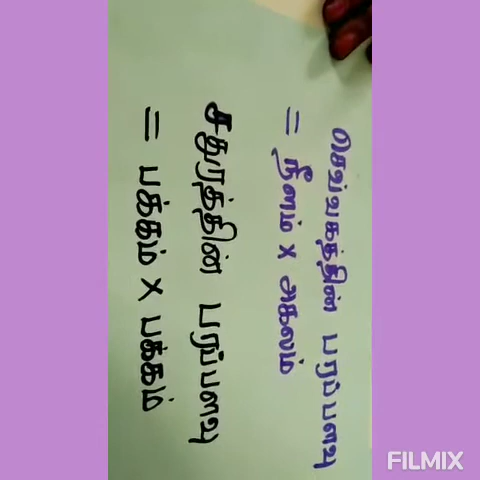 செவ்வகத்தின் பரப்பளவு
= நீளம் x அகலம்
சதுரத்தின் பரப்பளவு
= பக்கம் x பக்கம்
FILMIX